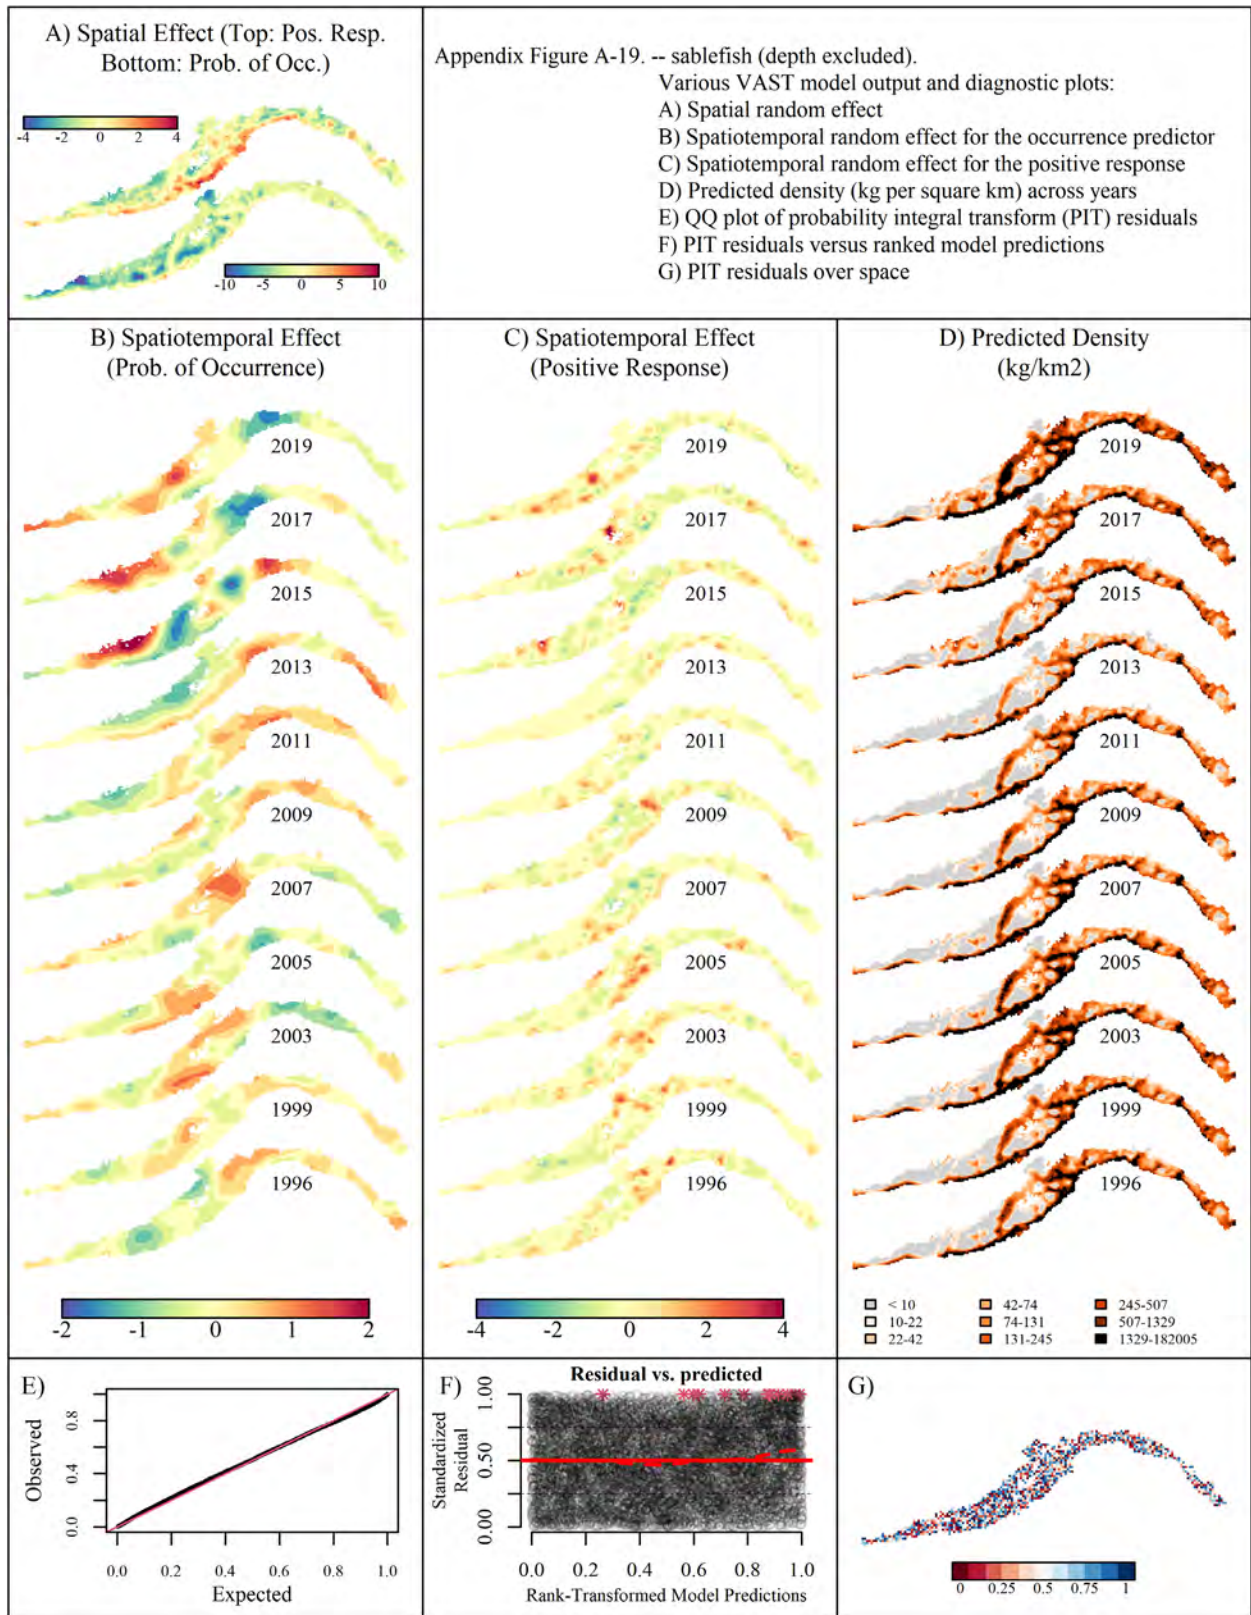 A) Spatial Effect (Top: Pos. Resp.
Bottom: Prob. of Occ.)
-4 -2 0 2 4
-10 -5 0 5 10
Appendix Figure A-19. -- sablefish (depth excluded).
Various VAST model output and diagnostic plots:
A) Spatial random effect
B) Spatiotemporal random effect for the occurrence predictor
C) Spatiotemporal random effect for the positive response
D) Predicted density (kg per square km) across years
E) QQ plot of probability integral transform (PIT) residuals
F) PIT residuals versus ranked model predictions
G) PIT residuals over space
B) Spatiotemporal Effect
(Prob. of Occurrence)
2019
2017
2015
2013
2011
2009
2007
2005
2003
1999
1996
-2 -1 0 1 2
C) Spatiotemporal Effect
(Positive Response)
2019
2017
2015
2013
2011
2009
2007
2005
2003
1999
1996
-4 -2 0 2 4
D) Predicted Density
(kg/km2)
2019
2017
2015
2013
2011
2009
2007
2005
2003
1999
1996
< 10 42-74 245-507
10-22 74-131 507-1329
22-42 131-245 1329-182005
E)
Observed
0.8
0.4
0.0
0.0 0.2 0.4 0.6 0.8 1.0
Expected
F)
Residual vs. predicted
Standardized
Residual
1.00
0.50
0.00
0.0 0.2 0.4 0.6 0.8 1.0
Rank-Transformed Model Predictions
G)
0 0.25 0.5 0.75 1